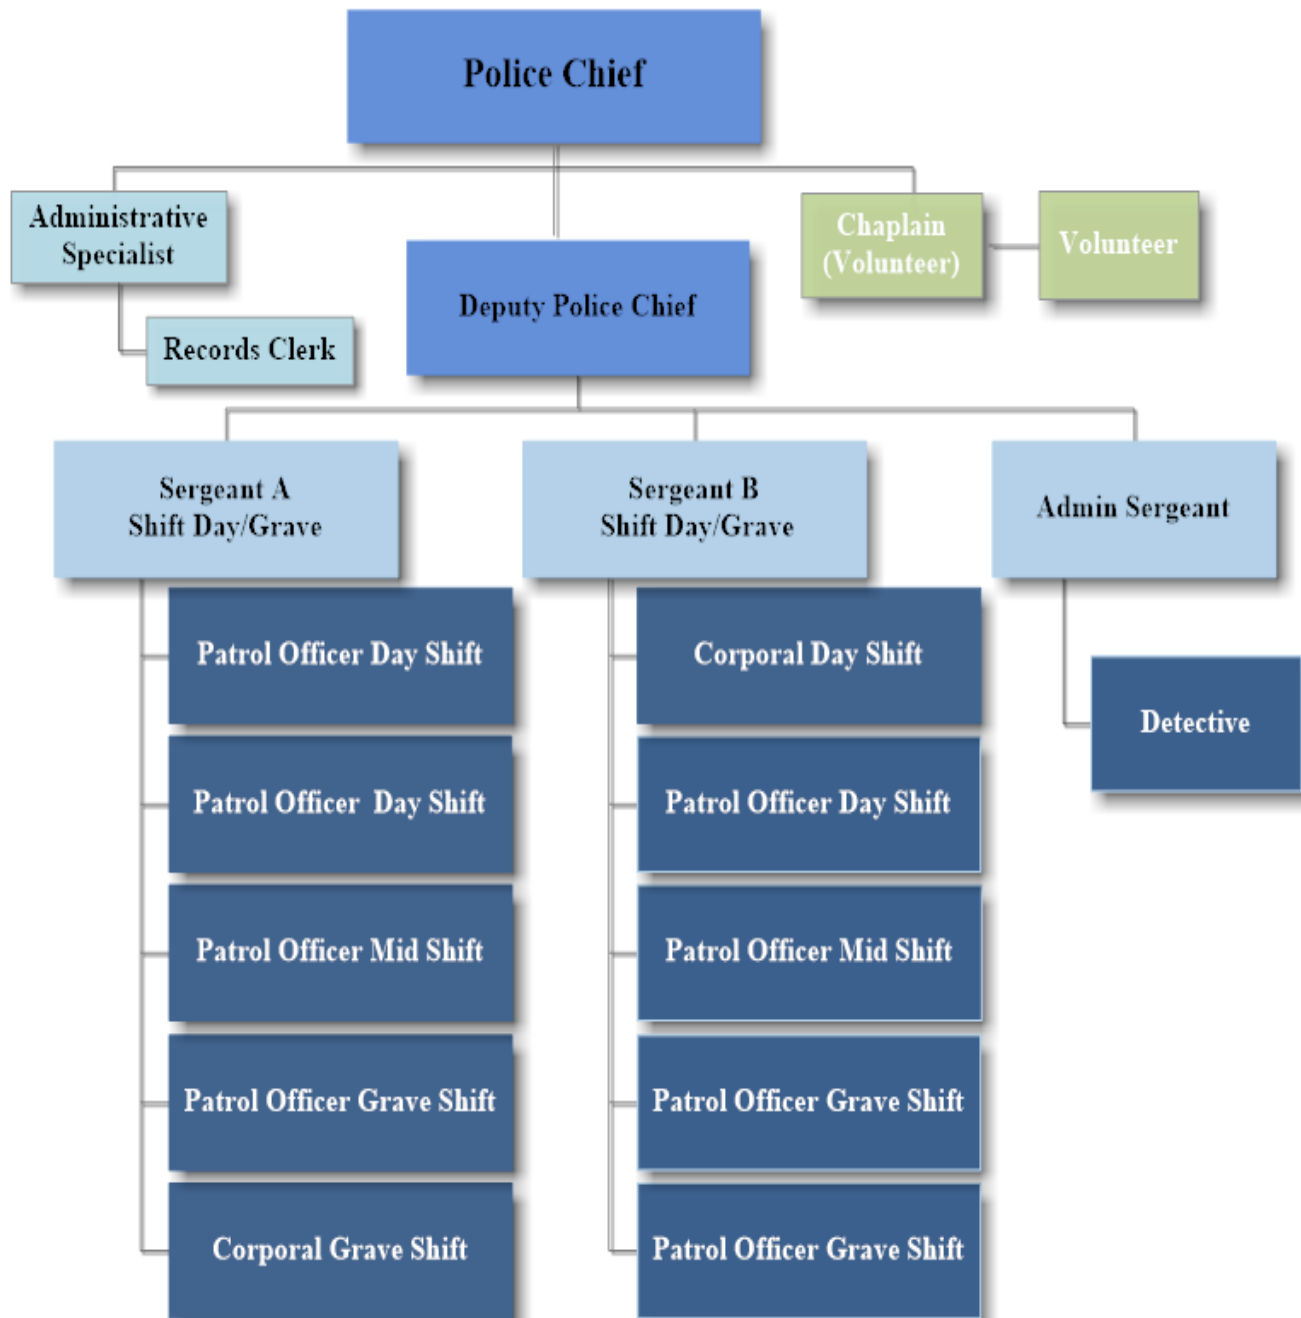 Police Chief
Administrative
Specialist
Chaplain
(Volunteer)
Volunteer
Deputy Police Chief
Records Clerk
Sergeant A
Shift Day/Grave
Sergeant B
Shift Day/Grave
Admin Sergeant
Patrol Officer Day Shift
Patrol Officer  Day Shift
Patrol Officer Mid Shift
Patrol Officer Grave Shift
Corporal Grave Shift
Corporal Day Shift
Patrol Officer Day Shift
Patrol Officer Mid Shift
Patrol Officer Grave Shift
Patrol Officer Grave Shift
Detective